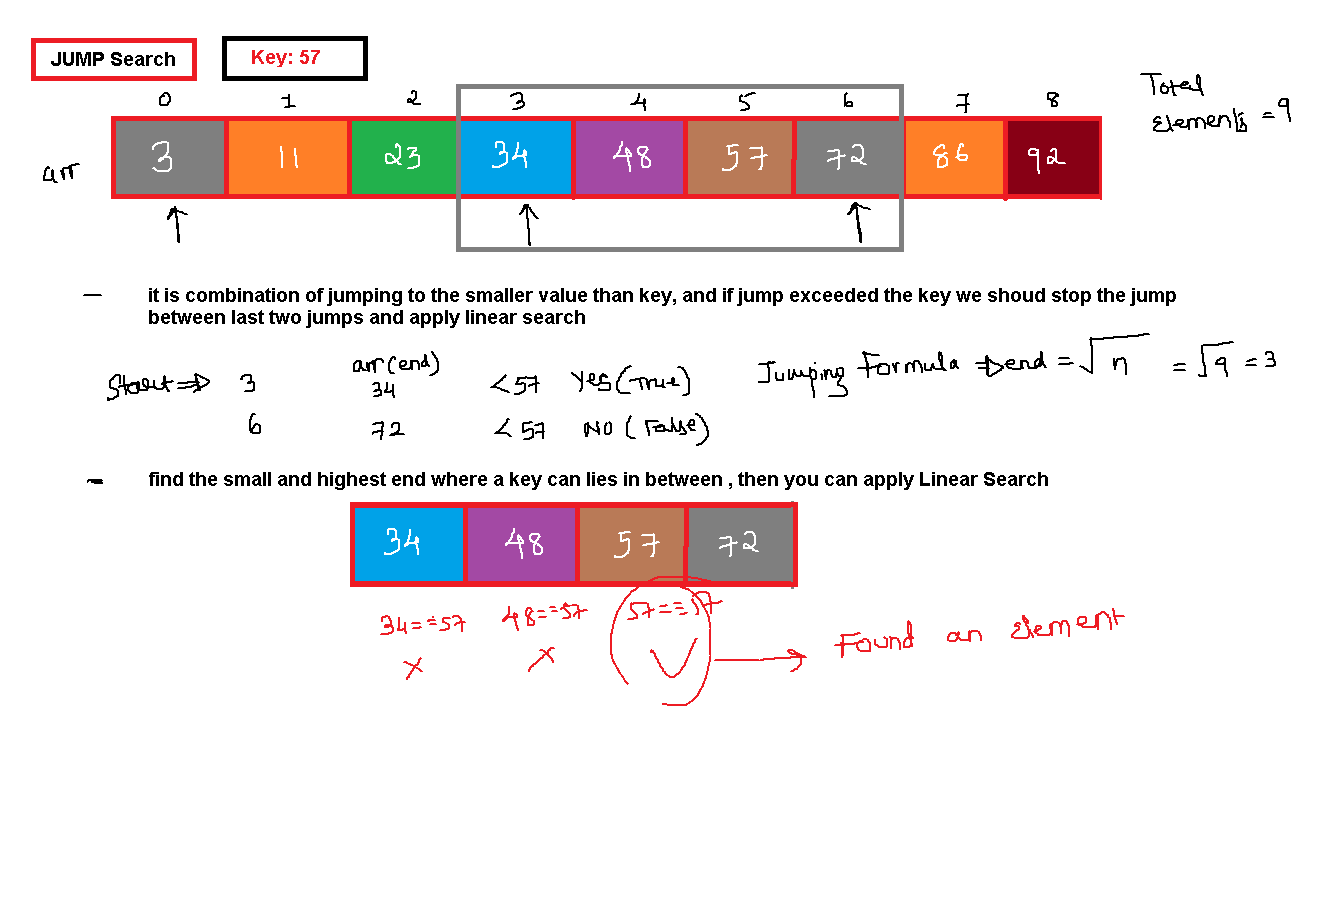 JUMP Search Key: 57
0 1 2 3 4 5 6 7 8
Total
Elements = 9
arr 3 11 23 34 48 57 72 86 92
— it is combination of jumping to the smaller value than key, and if jump exceeded the key we shoud stop the jump
between last two jumps and apply linear search
arr(end)
Start => 3 34 <57 Yes(True)
6 72 <57 NO (False)
Jumping Formula => end = √n = √9 = 3
- find the small and highest end where a key can lies in between , then you can apply Linear Search
34 48 57 72
34==57 48==57 57==57
x x ✓ → Found an element